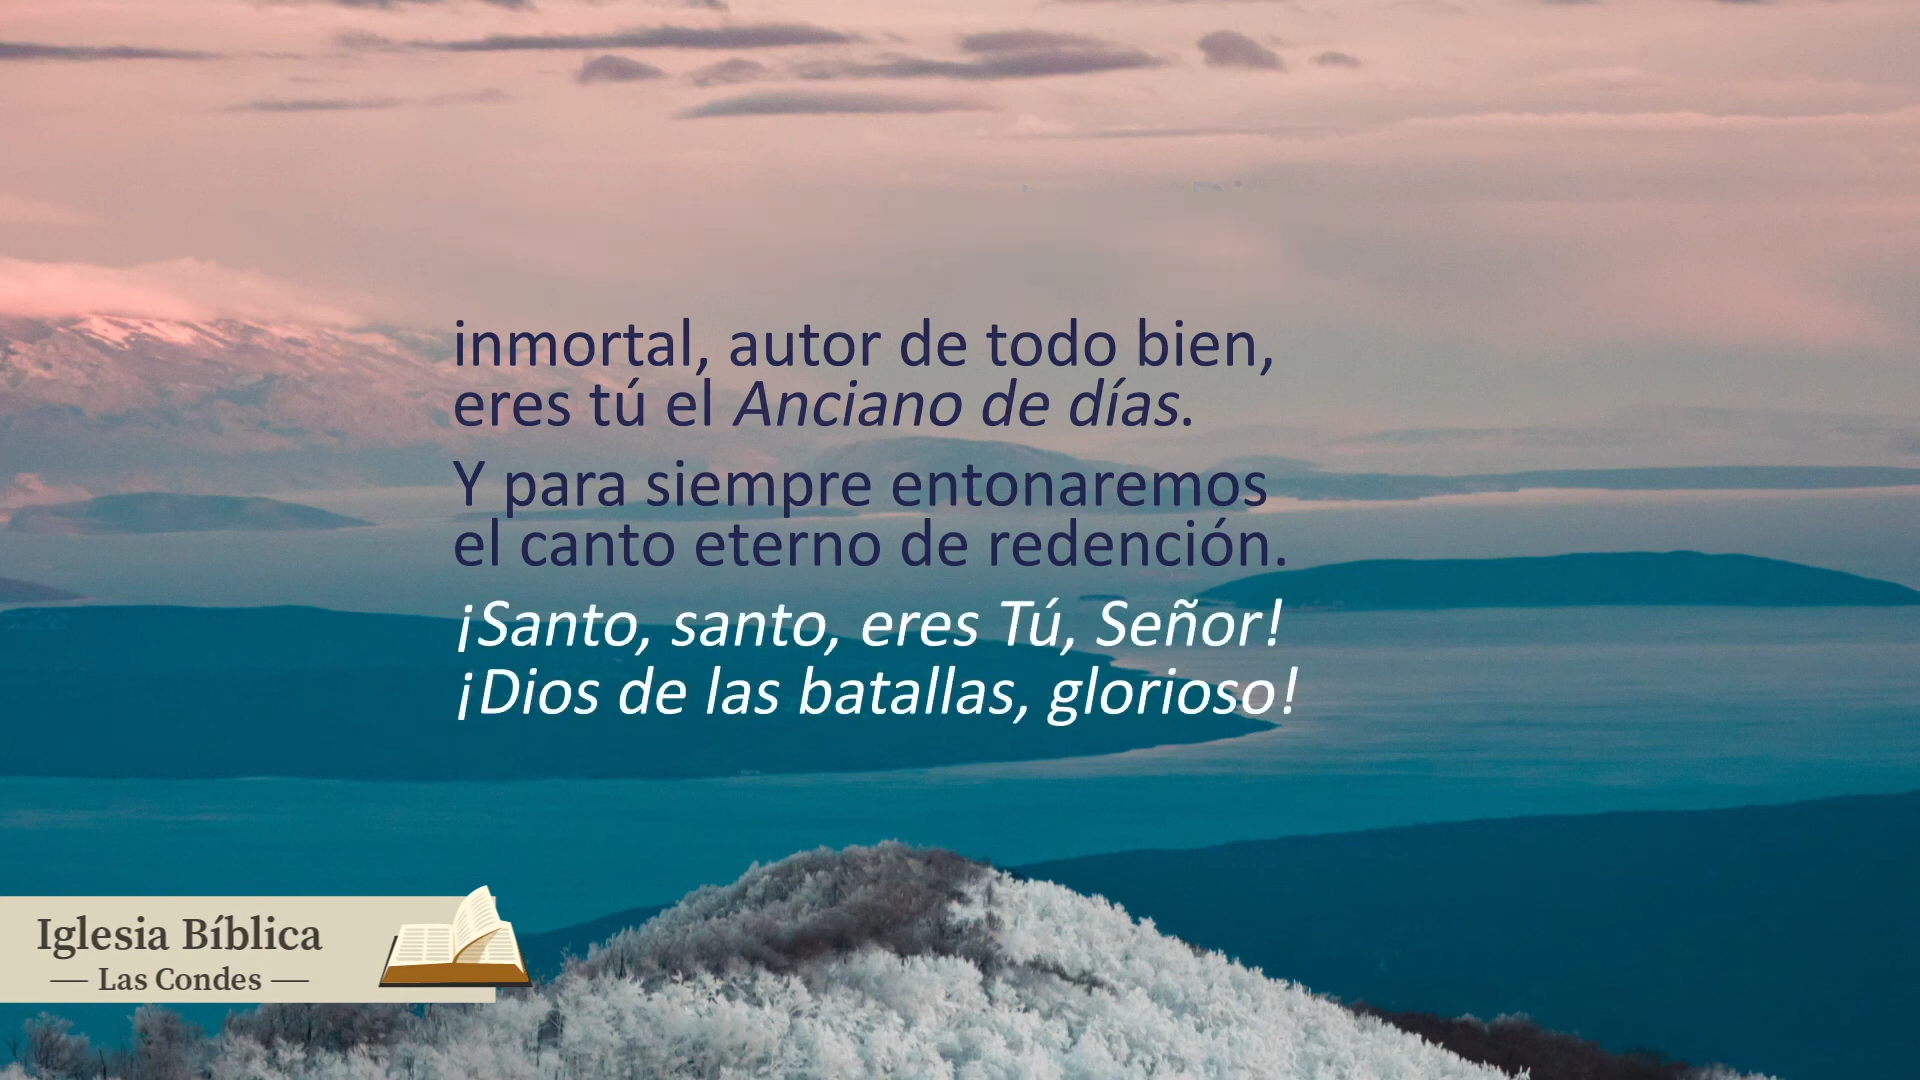 inmortal, autor de todo bien,
eres tú el Anciano de días.
Y para siempre entonaremos
el canto eterno de redención.
¡Santo, santo, eres Tú, Señor!
¡Dios de las batallas, glorioso!
Iglesia Bíblica
— Las Condes —